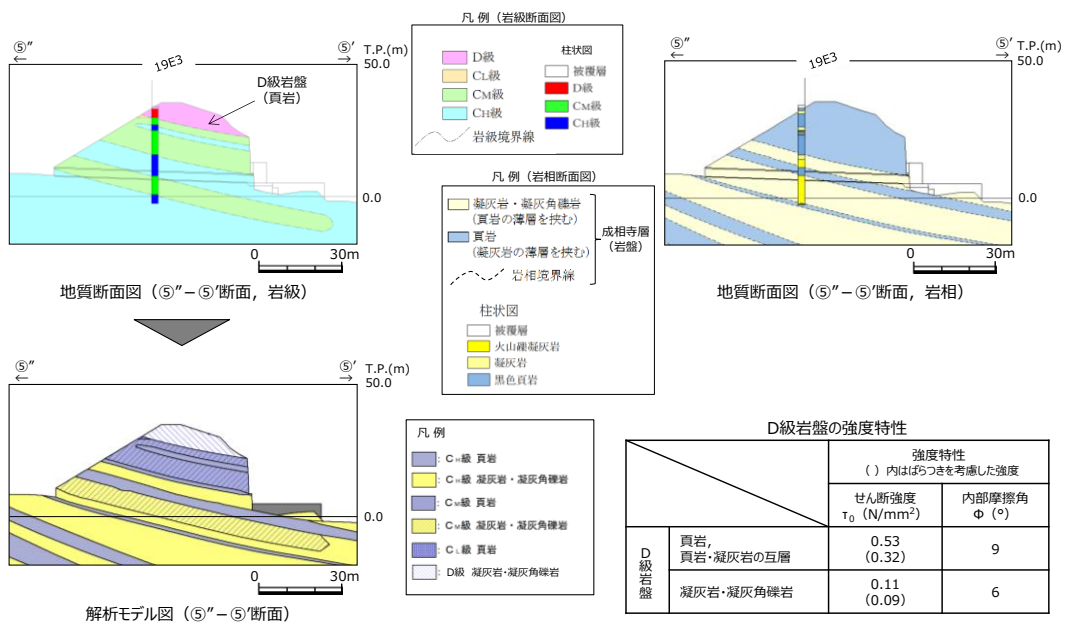 ⑤″
⑤′
T.P.(m)
50.0
19E3
D級岩盤
(頁岩)
0.0
0
30m
地質断面図（⑤″－⑤′断面，岩級）
凡 例（岩級断面図）
D級
CL級
CM級
CH級
岩級境界線
柱状図
被覆層
D級
CM級
CH級
凡 例（岩相断面図）
凝灰岩・凝灰角礫岩
(頁岩の薄層を挟む)
頁岩
(凝灰岩の薄層を挟む)
岩相境界線
成相寺層
(岩盤)
柱状図
被覆層
火山礫凝灰岩
凝灰岩
黒色頁岩
⑤″
⑤′
T.P.(m)
50.0
19E3
0.0
0
30m
地質断面図（⑤″－⑤′断面，岩相）
⑤″
⑤′
T.P.(m)
50.0
0.0
0
30m
解析モデル図（⑤″－⑤′断面）
凡 例
: CH級 頁岩
: CH級 凝灰岩・凝灰角礫岩
: CM級 頁岩
: CM級 凝灰岩・凝灰角礫岩
: CL級 頁岩
: D級 凝灰岩・凝灰角礫岩
D級岩盤の強度特性
強度特性
（ ）内はばらつきを考慮した強度
せん断強度
τ0（N/mm²）
内部摩擦角
Φ（°）
D級岩盤
頁岩，
頁岩・凝灰岩の互層
0.53
（0.32）
9
凝灰岩・凝灰角礫岩
0.11
（0.09）
6